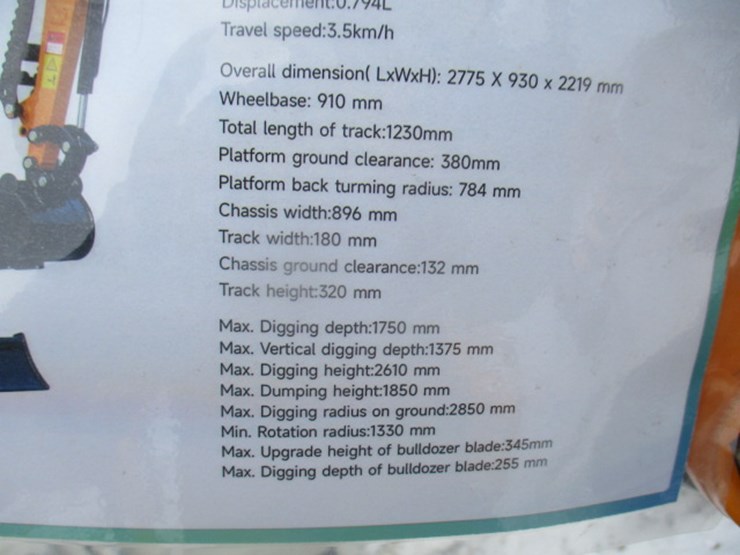 Displacement:0.794L
Travel speed:3.5km/h
Overall dimension( LxWxH): 2775 X 930 x 2219 mm
Wheelbase: 910 mm
Total length of track:1230mm
Platform ground clearance: 380mm
Platform back turming radius: 784 mm
Chassis width:896 mm
Track width:180 mm
Chassis ground clearance:132 mm
Track height:320 mm
Max. Digging depth:1750 mm
Max. Vertical digging depth:1375 mm
Max. Digging height:2610 mm
Max. Dumping height:1850 mm
Max. Digging radius on ground:2850 mm
Min. Rotation radius:1330 mm
Max. Upgrade height of bulldozer blade:345mm
Max. Digging depth of bulldozer blade:255 mm